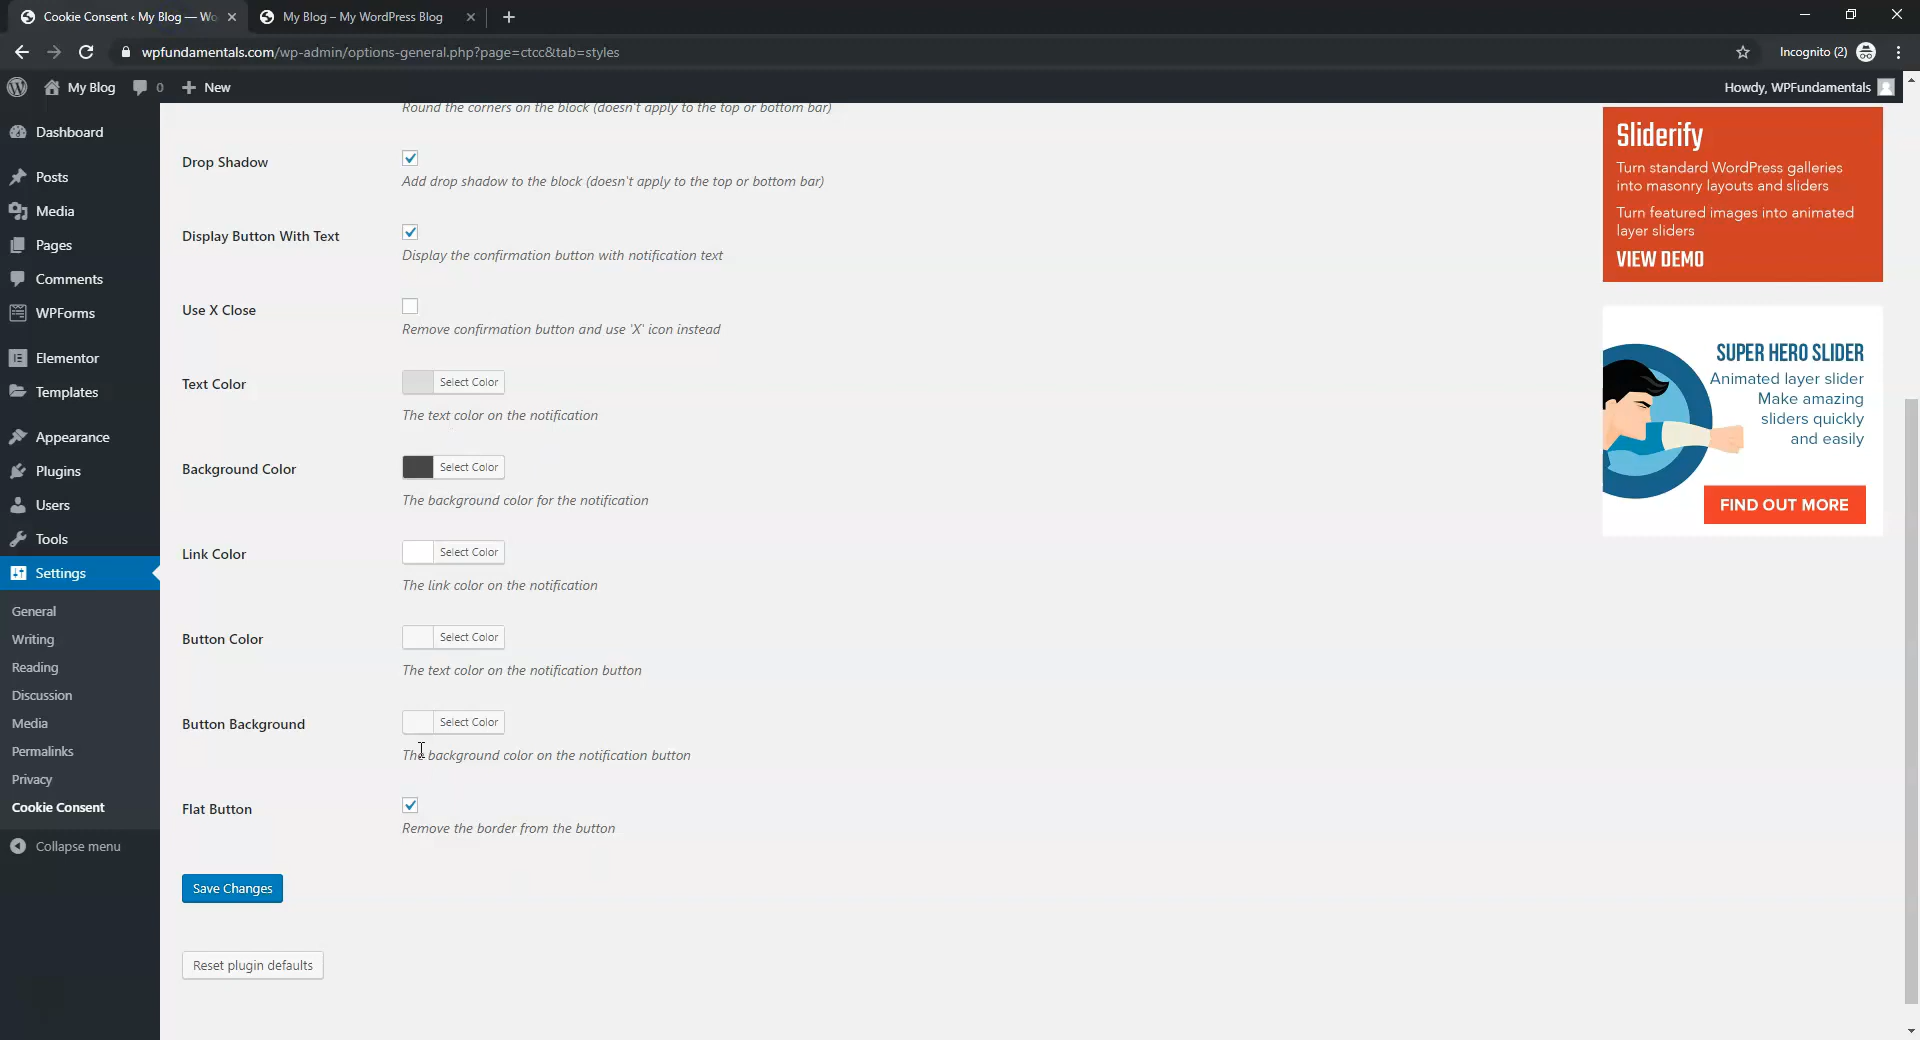 Cookie Consent ‹ My Blog — Wo
My Blog – My WordPress Blog
wpfundamentals.com/wp-admin/options-general.php?page=ctcc&tab=styles
Incognito (2)
My Blog
0
New
Howdy, WPFundamentals
Dashboard
Posts
Media
Pages
Comments
WPForms
Elementor
Templates
Appearance
Plugins
Users
Tools
Settings
General
Writing
Reading
Discussion
Media
Permalinks
Privacy
Cookie Consent
Collapse menu
Round the corners on the block (doesn't apply to the top or bottom bar)
Drop Shadow
Add drop shadow to the block (doesn't apply to the top or bottom bar)
Display Button With Text
Display the confirmation button with notification text
Use X Close
Remove confirmation button and use 'X' icon instead
Text Color
Select Color
The text color on the notification
Background Color
Select Color
The background color for the notification
Link Color
Select Color
The link color on the notification
Button Color
Select Color
The text color on the notification button
Button Background
Select Color
The background color on the notification button
Flat Button
Remove the border from the button
Save Changes
Reset plugin defaults
Sliderify
Turn standard WordPress galleries
into masonry layouts and sliders
Turn featured images into animated
layer sliders
VIEW DEMO
SUPER HERO SLIDER
Animated layer slider
Make amazing
sliders quickly
and easily
FIND OUT MORE